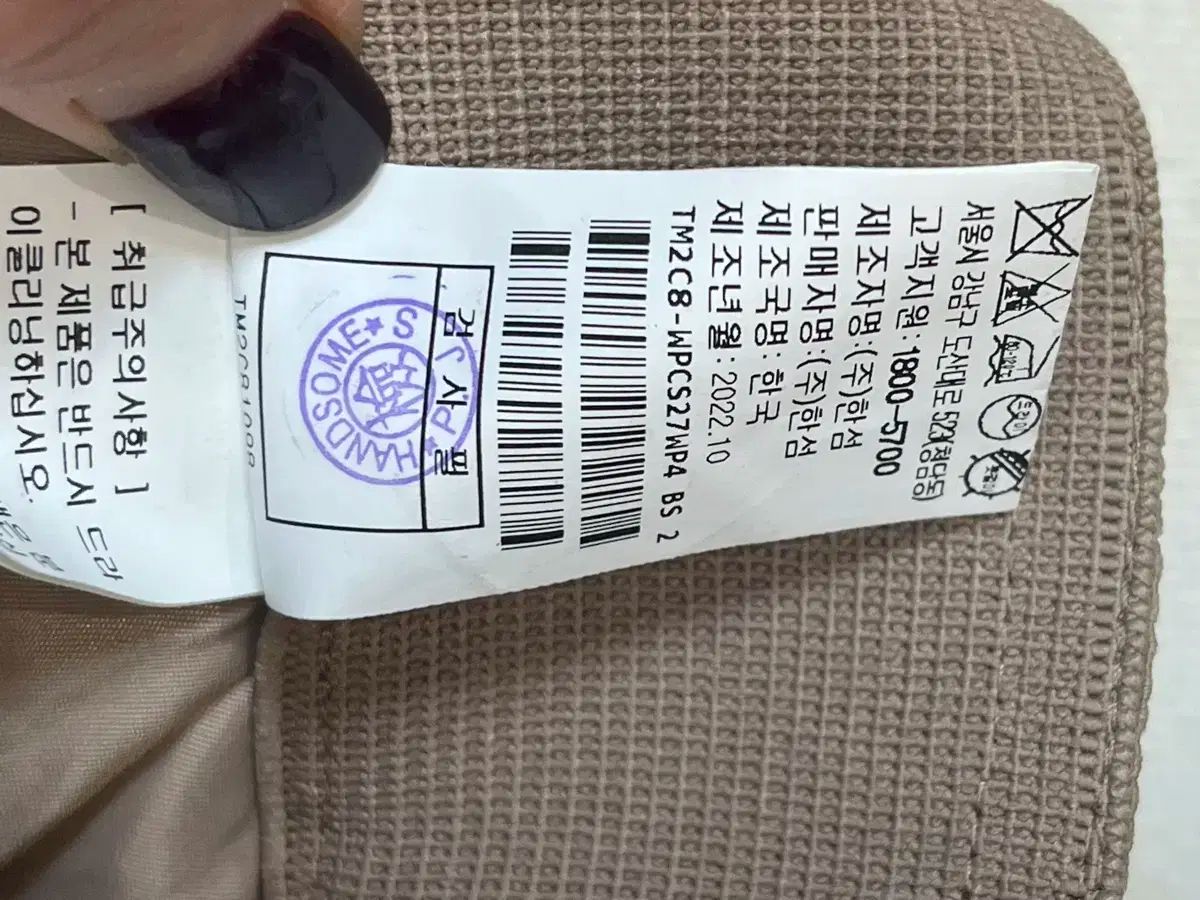 서울시 강남구 도산대로 523(청담동)
고객지원: 1800-5700
제조자명: (주)한섬
판매자명: (주)한섬
제조국명: 한국
제조년월: 2022.10
TM2C8-WPCS27WP4 BS 2
검사필
HANDSOME★S
[ 취급주의사항 ]
- 본 제품은 반드시 드라
이클리닝하십시오.